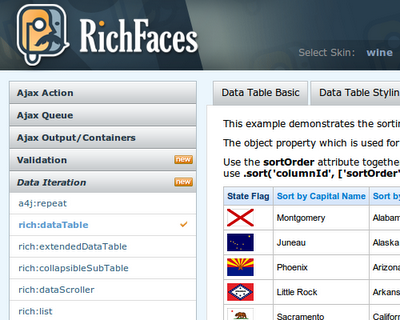 RichFaces
Select Skin: wine
Ajax Action
Ajax Queue
Ajax Output/Containers
Validation new
Data Iteration new
a4j:repeat
rich:dataTable
rich:extendedDataTable
rich:collapsibleSubTable
rich:dataScroller
rich:list
Data Table Basic Data Table Stylin
This example demonstrates the sorti
The object property which is used for
Use the sortOrder attribute togethe
use .sort('columnId', ['sortOrder'
State Flag Sort by Capital Name Sort by
Montgomery Alabam
Juneau Alaska
Phoenix Arizona
Little Rock Arkans
Sacramento Califor